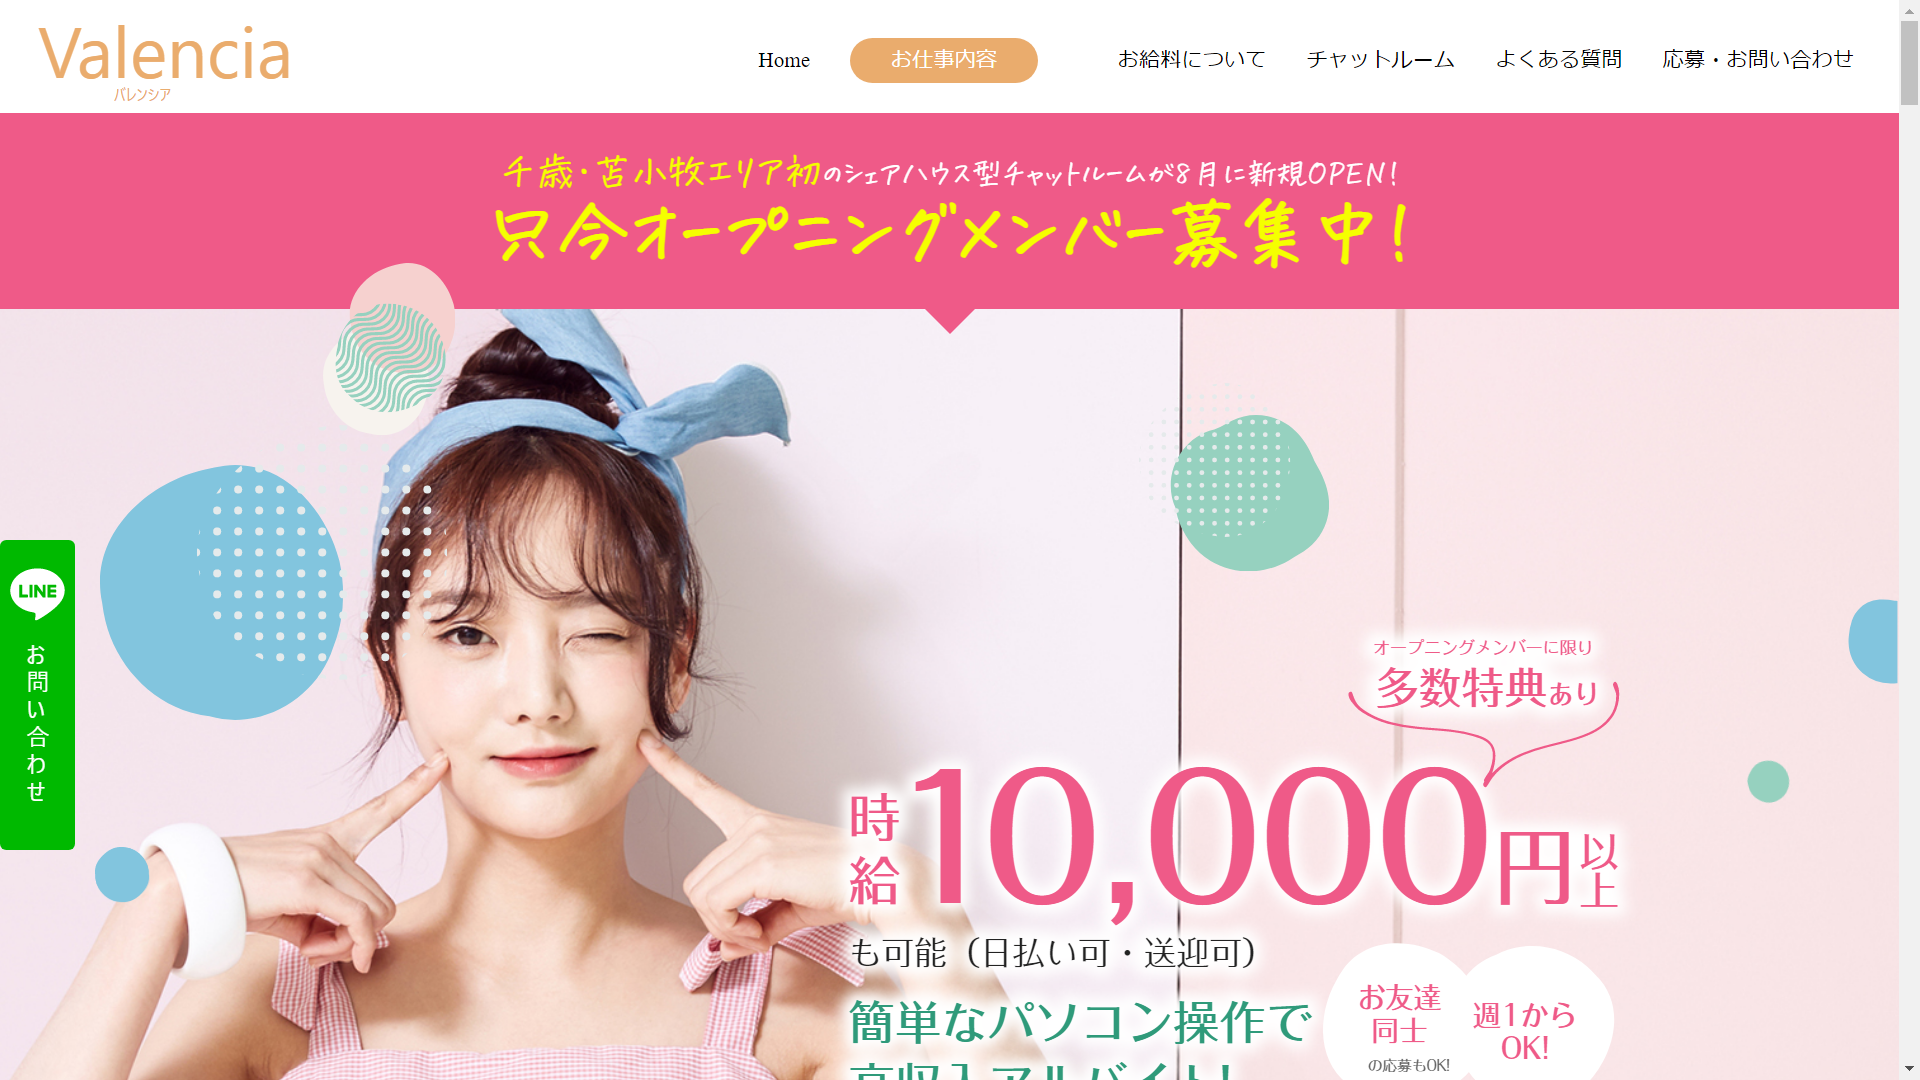 Valencia
バレンシア
Home
お仕事内容
お給料について
チャットルーム
よくある質問
応募・お問い合わせ
千歳・苫小牧エリア初のシェアハウス型チャットルームが8月に新規OPEN!
只今オープニングメンバー募集中!
LINE
お問い合わせ
オープニングメンバーに限り
多数特典あり
時給10,000円以上
も可能（日払い可・送迎可）
簡単なパソコン操作で
高収入アルバイト!
お友達
同士
の応募もOK!
週1から
OK!